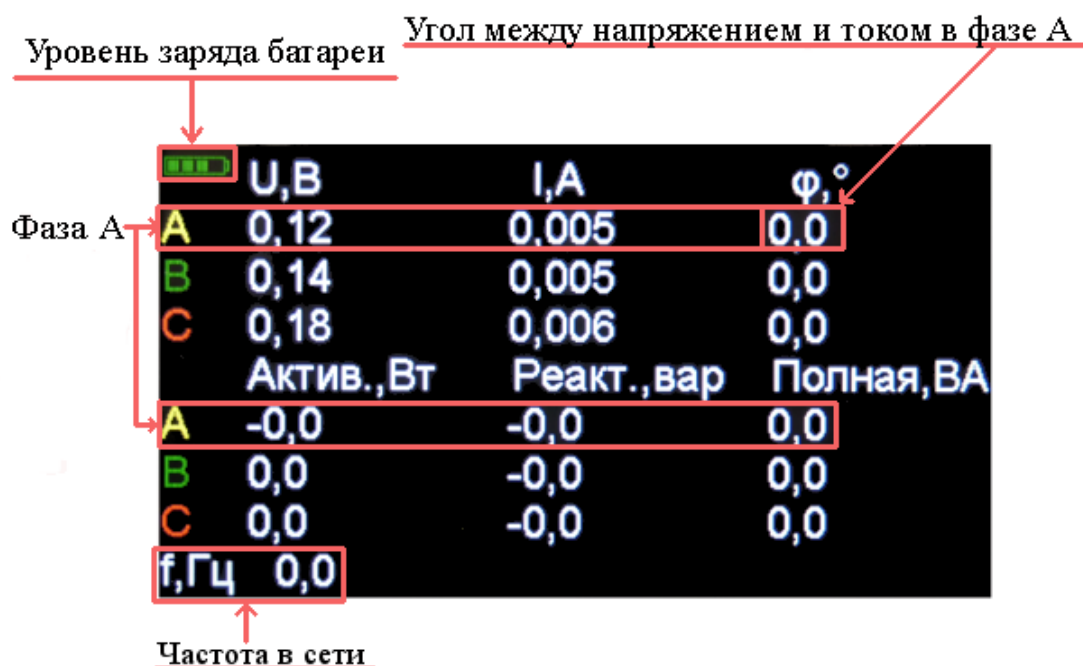 Угол между напряжением и током в фазе А
Уровень заряда батареи
U,В I,А φ,°
Фаза А
A 0,12 0,005 0,0
B 0,14 0,005 0,0
C 0,18 0,006 0,0
Актив.,Вт Реакт.,вар Полная,ВА
A -0,0 -0,0 0,0
B 0,0 -0,0 0,0
C 0,0 -0,0 0,0
f,Гц 0,0
Частота в сети